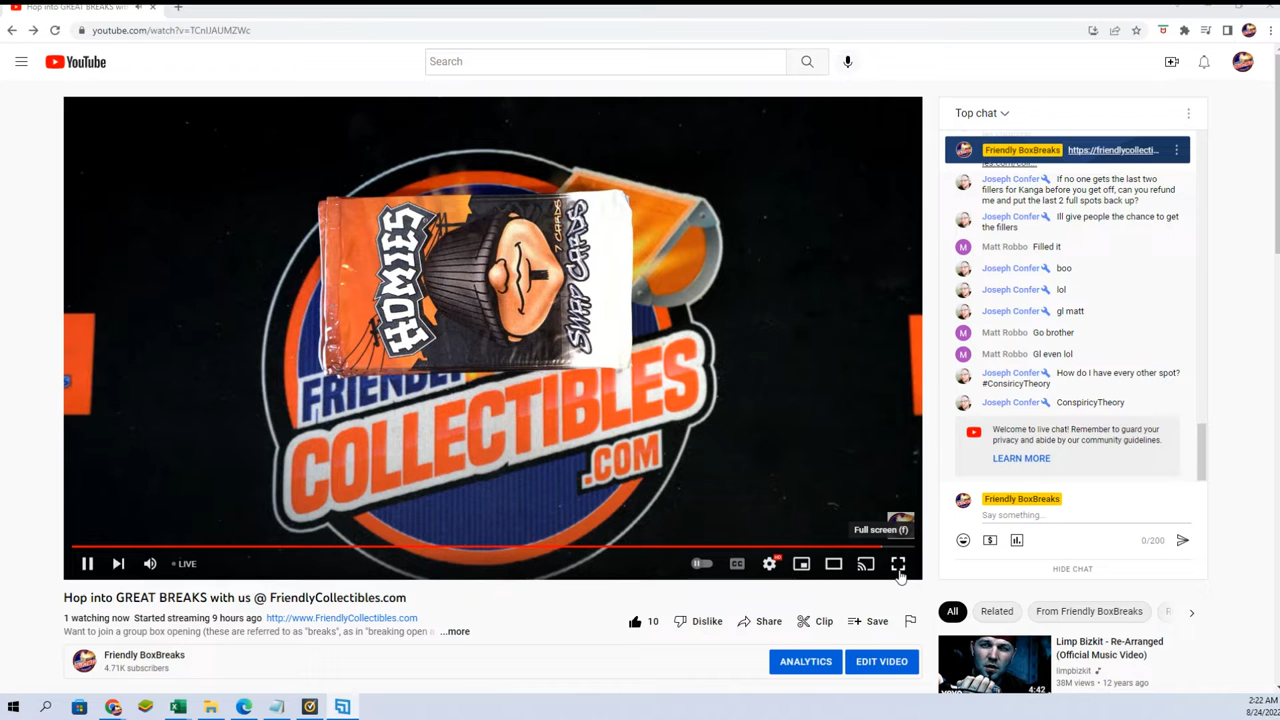 Hop into GREAT BREAKS with
youtube.com/watch?v=TCnIJAUMZWc
YouTube
Search
HOMIES
7 CARDS
SNAP CARDS
FRIENDLY
COLLECTIBLES
.COM
Full screen (f)
LIVE
HD
Top chat
Friendly BoxBreaks https://friendlycollecti...
Joseph Confer If no one gets the last two
fillers for Kanga before you get off, can you refund
me and put the last 2 full spots back up?
Joseph Confer Ill give people the chance to get
the fillers
M Matt Robbo Filled it
Joseph Confer boo
Joseph Confer lol
Joseph Confer gl matt
M Matt Robbo Go brother
M Matt Robbo Gl even lol
Joseph Confer How do I have every other spot?
#ConsiricyTheory
Joseph Confer ConspiricyTheory
Welcome to live chat! Remember to guard your
privacy and abide by our community guidelines.
LEARN MORE
Friendly BoxBreaks
Say something...
0/200
HIDE CHAT
Hop into GREAT BREAKS with us @ FriendlyCollectibles.com
1 watching now Started streaming 9 hours ago http://www.FriendlyCollectibles.com
Want to join a group box opening (these are referred to as "breaks", as in "breaking open a ...more
10 Dislike Share Clip Save
Friendly BoxBreaks
4.71K subscribers
ANALYTICS EDIT VIDEO
All Related From Friendly BoxBreaks
Limp Bizkit - Re-Arranged
(Official Music Video)
limpbizkit
38M views • 12 years ago
4:42
2:22 AM
8/24/2022